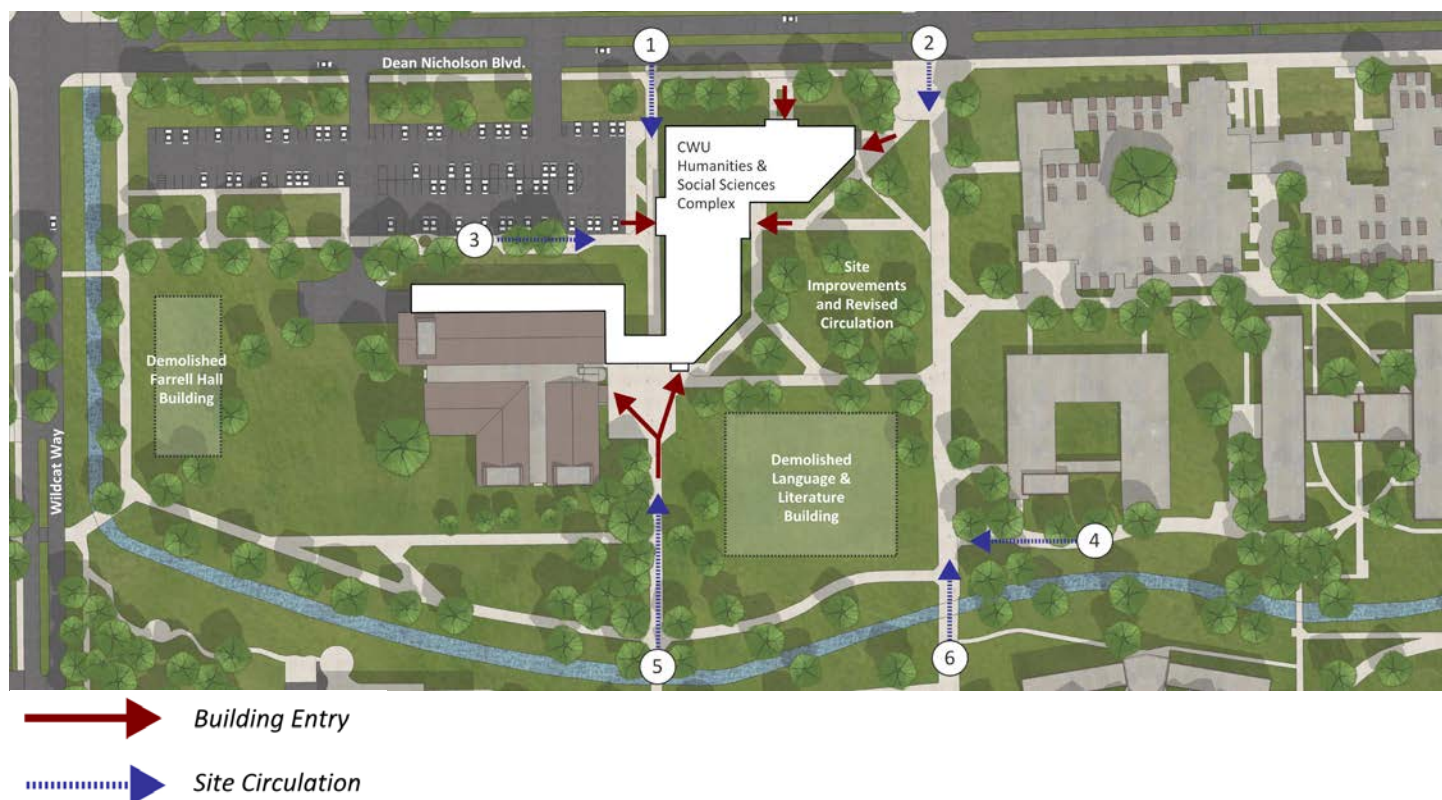 1
2
Dean Nicholson Blvd.
CWU
Humanities &
Social Sciences
Complex
3
Site
Improvements
and Revised
Circulation
Demolished
Farrell Hall
Building
Wildcat Way
Demolished
Language &
Literature
Building
4
5
6
Building Entry
Site Circulation